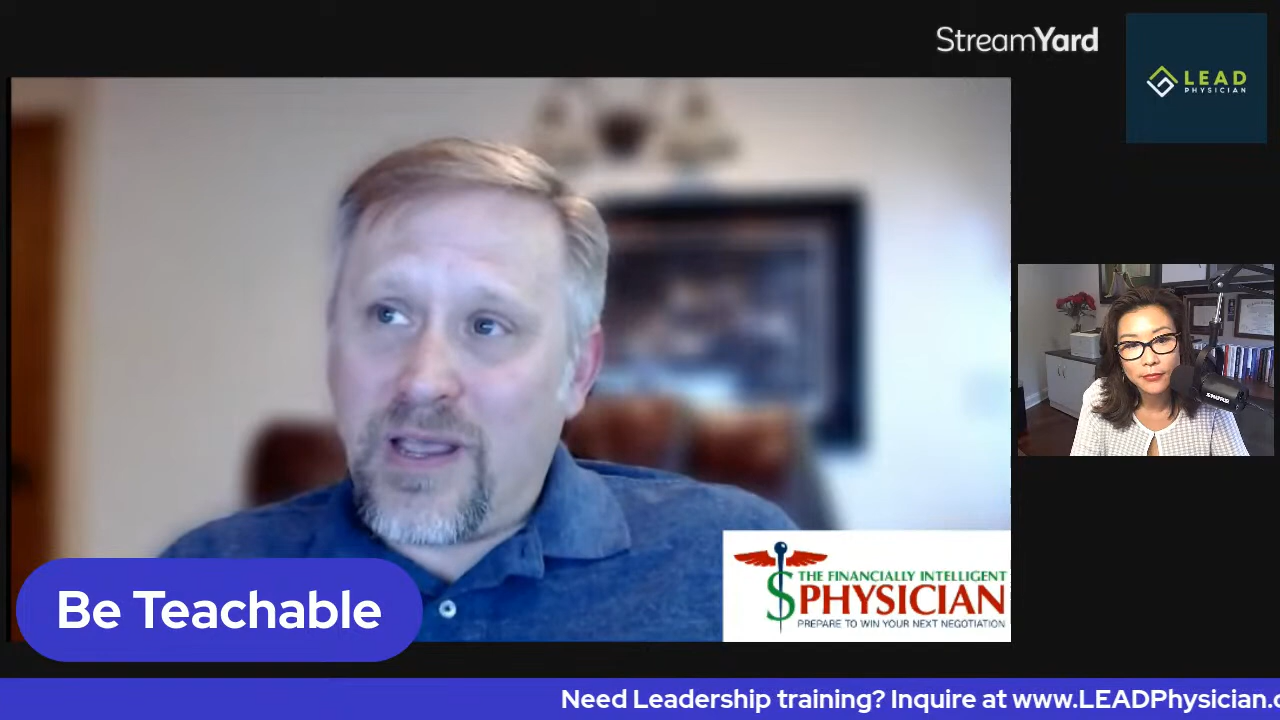 StreamYard
LEAD
PHYSICIAN
SHURE
THE FINANCIALLY INTELLIGENT
$PHYSICIAN
PREPARE TO WIN YOUR NEXT NEGOTIATION
Be Teachable
Need Leadership training? Inquire at www.LEADPhysician.c